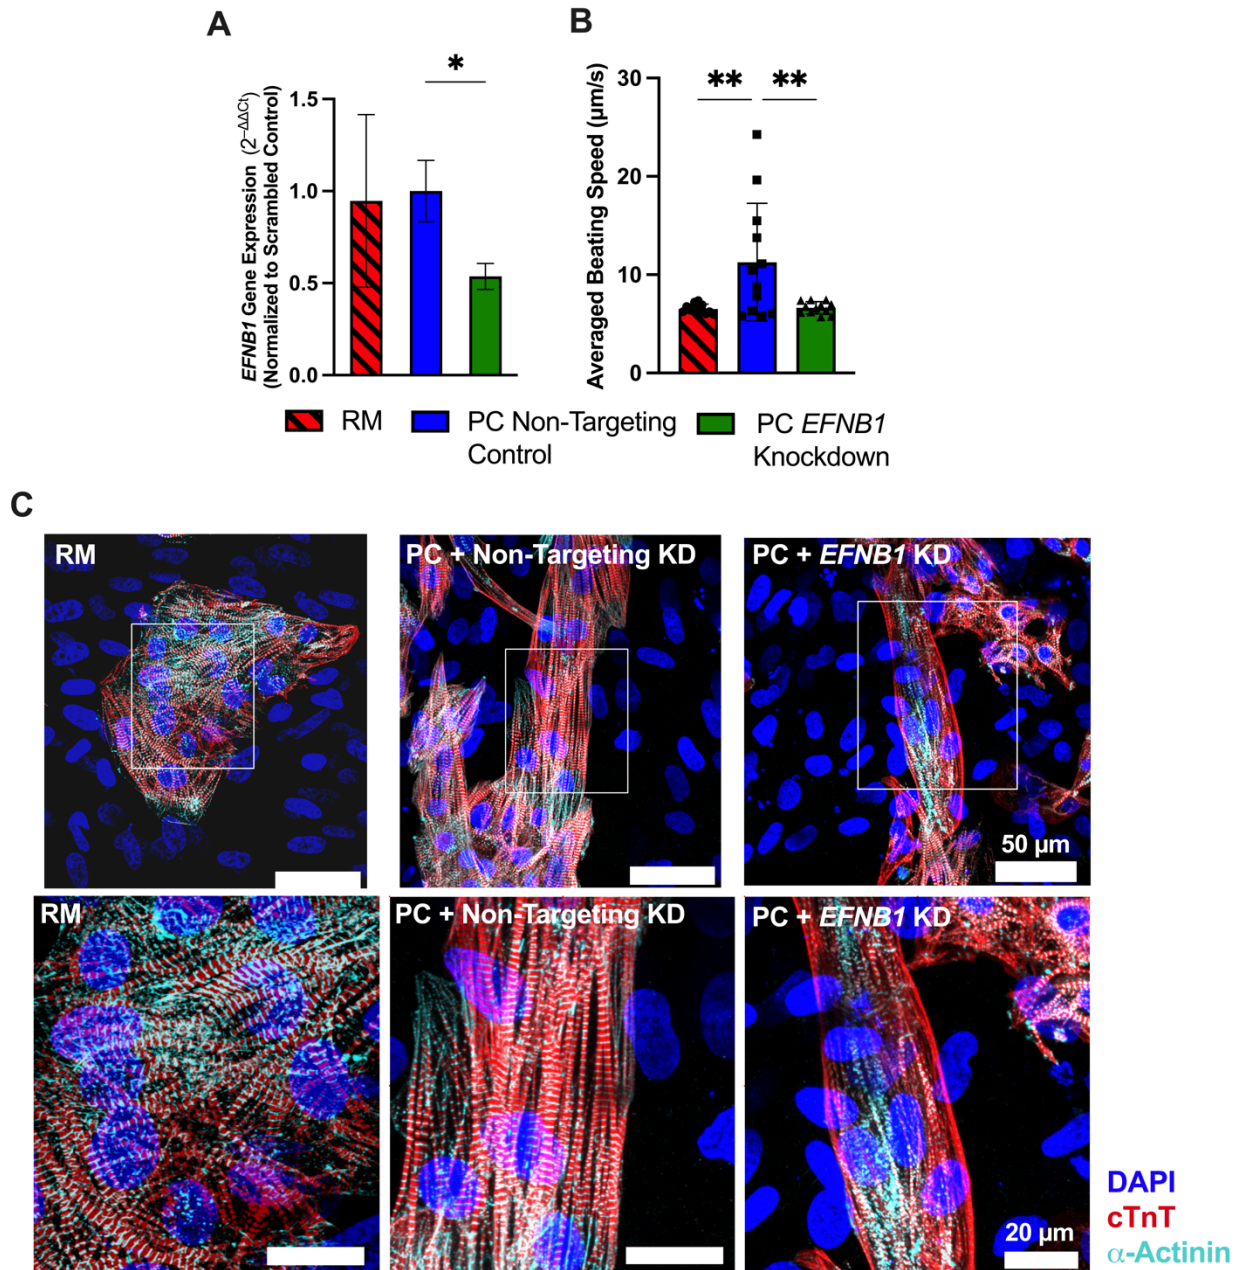 A
B
EFNB1 Gene Expression (2^−ΔΔCt)
(Normalized to Scrambled Control)
1.5
1.0
0.5
0.0
*
Averaged Beating Speed (µm/s)
30
20
10
0
**
**
RM
PC Non-Targeting
Control
PC EFNB1
Knockdown
C
RM
PC + Non-Targeting KD
PC + EFNB1 KD
50 µm
RM
PC + Non-Targeting KD
PC + EFNB1 KD
20 µm
DAPI
cTnT
α-Actinin